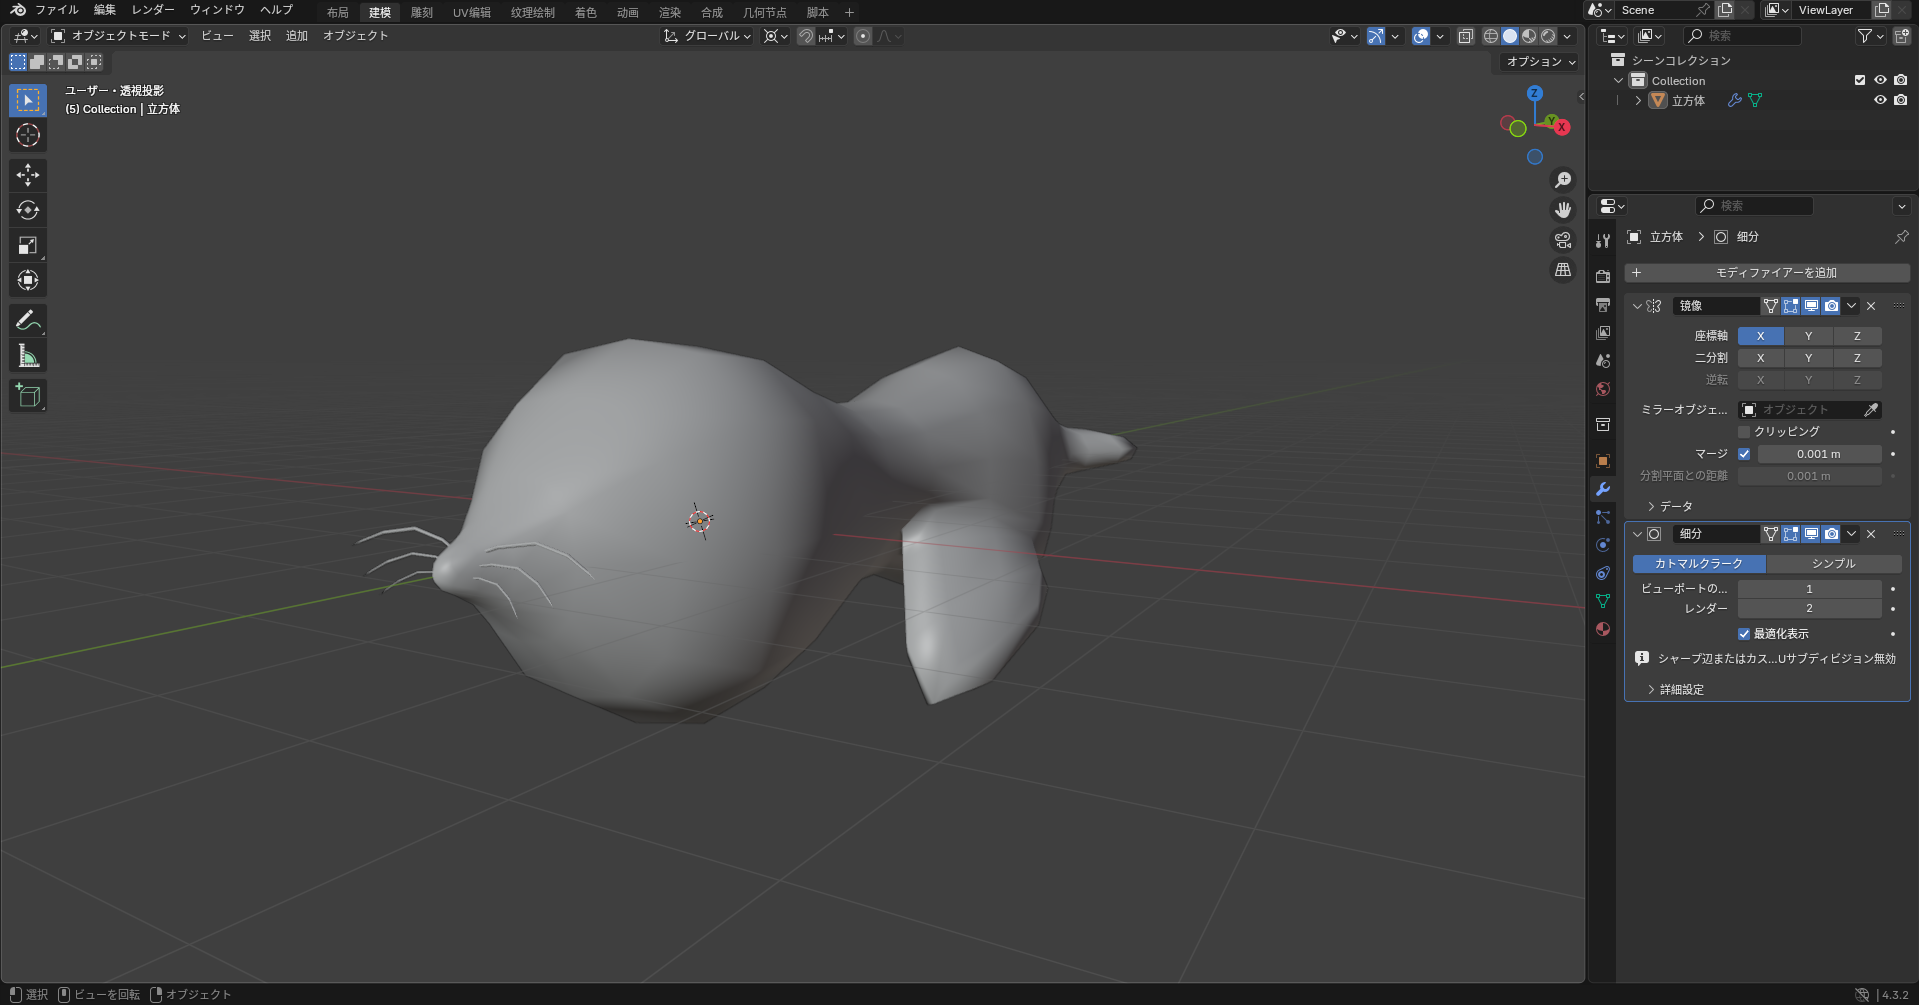 ファイル 編集 レンダー ウィンドウ ヘルプ 布局 建模 雕刻 UV编辑 纹理绘制 着色 动画 渲染 合成 几何节点 脚本 + Scene ViewLayer
オブジェクトモード ビュー 選択 追加 オブジェクト グローバル 検索
オプション
ユーザー・透視投影
(5) Collection | 立方体
Z
Y
X
シーンコレクション
Collection
立方体
検索
立方体 > 细分
+ モディファイアーを追加
镜像
座標軸 X Y Z
二分割 X Y Z
逆転 X Y Z
ミラーオブジェ... オブジェクト
クリッピング
マージ 0.001 m
分割平面との距離 0.001 m
データ
细分
カトマルクラーク シンプル
ビューポートの... 1
レンダー 2
最適化表示
シャープ辺またはカス...Uサブディビジョン無効
詳細設定
選択 ビューを回転 オブジェクト | 4.3.2